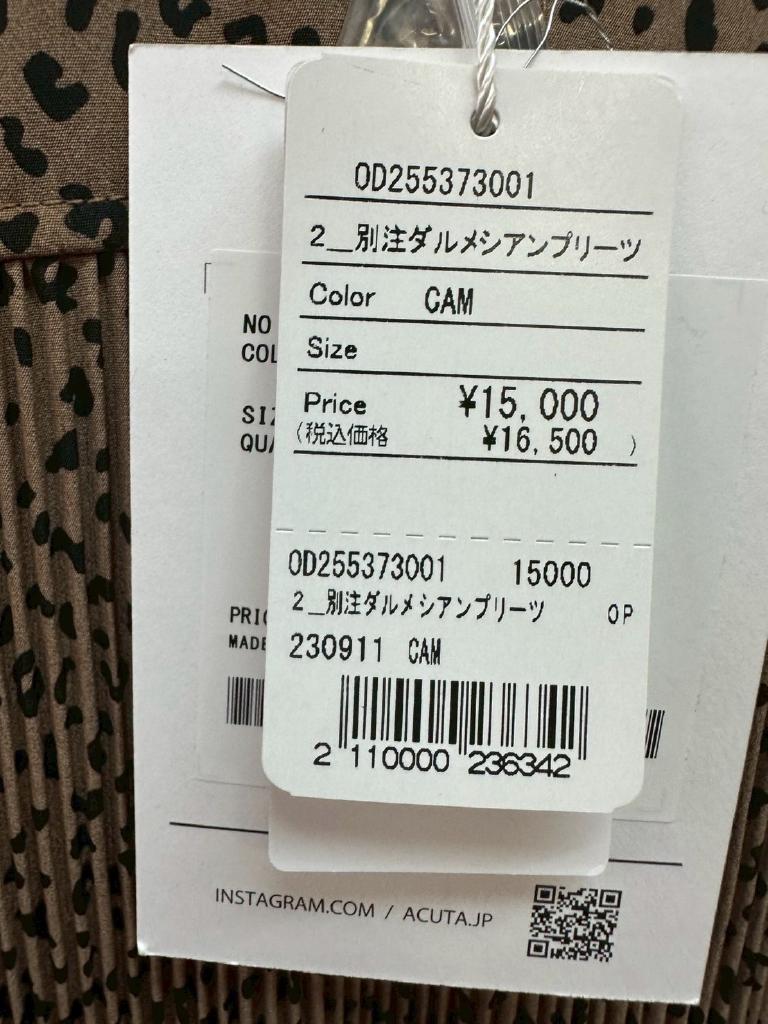 OD255373001
2_別注ダルメシアンプリーツ
Color CAM
Size
Price ¥15,000
(税込価格 ¥16,500 )
OD255373001 15000
2_別注ダルメシアンプリーツ OP
230911 CAM
2 110000 236342
NO
COL
SIZ
QUA
PRIC
MADE
INSTAGRAM.COM / ACUTA.JP